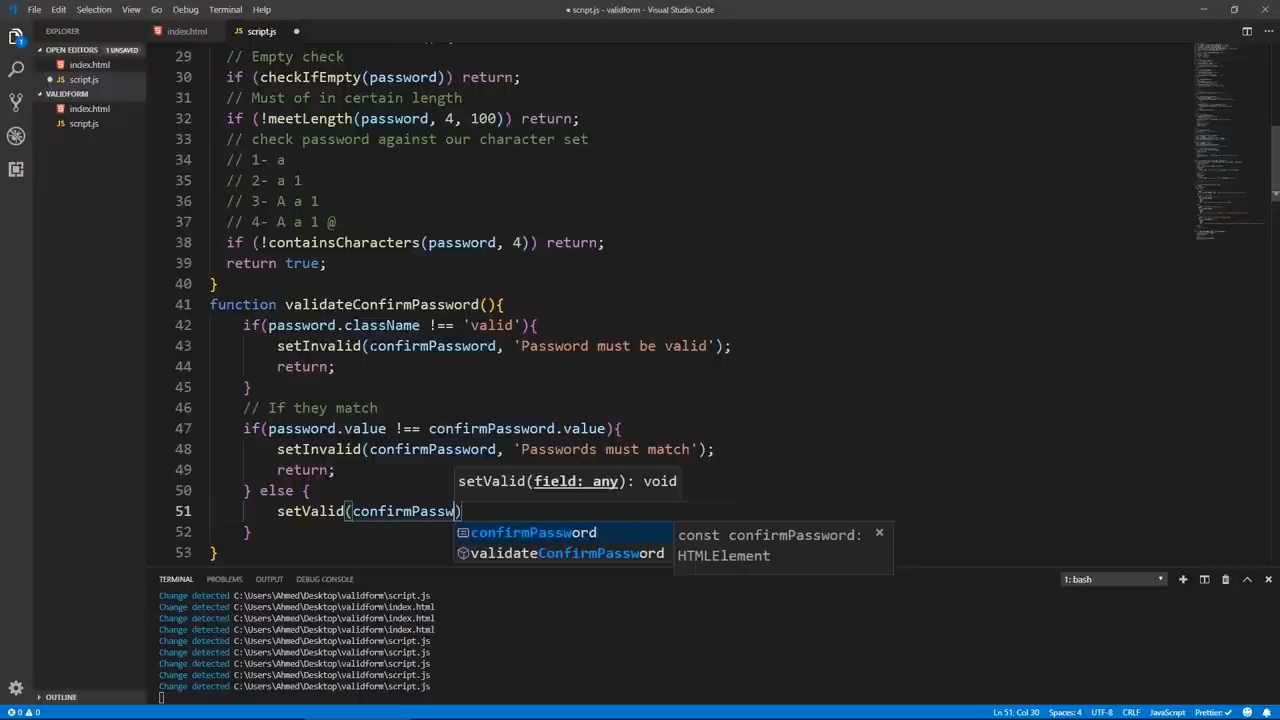 File Edit Selection View Go Debug Terminal Help
● script.js - validform - Visual Studio Code
EXPLORER
OPEN EDITORS 1 UNSAVED
index.html
script.js
VALIDFORM
index.html
script.js
OUTLINE
index.html script.js
29 // Empty check
30 if (checkIfEmpty(password)) return;
31 // Must of in certain length
32 if (!meetLength(password, 4, 100)) return;
33 // check password against our character set
34 // 1- a
35 // 2- a 1
36 // 3- A a 1
37 // 4- A a 1 @
38 if (!containsCharacters(password, 4)) return;
39 return true;
40 }
41 function validateConfirmPassword(){
42 if(password.className !== 'valid'){
43 setInvalid(confirmPassword, 'Password must be valid');
44 return;
45 }
46 // If they match
47 if(password.value !== confirmPassword.value){
48 setInvalid(confirmPassword, 'Passwords must match');
49 return;
50 } else {
setValid(field: any): void
51 setValid(confirmPassw)
confirmPassword
validateConfirmPassword
const confirmPassword:
HTMLElement
52 }
53 }
TERMINAL PROBLEMS OUTPUT DEBUG CONSOLE 1: bash
Change detected C:\Users\Ahmed\Desktop\validform\script.js
Change detected C:\Users\Ahmed\Desktop\validform\index.html
Change detected C:\Users\Ahmed\Desktop\validform\index.html
Change detected C:\Users\Ahmed\Desktop\validform\index.html
Change detected C:\Users\Ahmed\Desktop\validform\script.js
Change detected C:\Users\Ahmed\Desktop\validform\script.js
Change detected C:\Users\Ahmed\Desktop\validform\script.js
Change detected C:\Users\Ahmed\Desktop\validform\script.js
Change detected C:\Users\Ahmed\Desktop\validform\script.js
0 0 Ln 51, Col 30 Spaces: 4 UTF-8 CRLF JavaScript Prettier: ✓